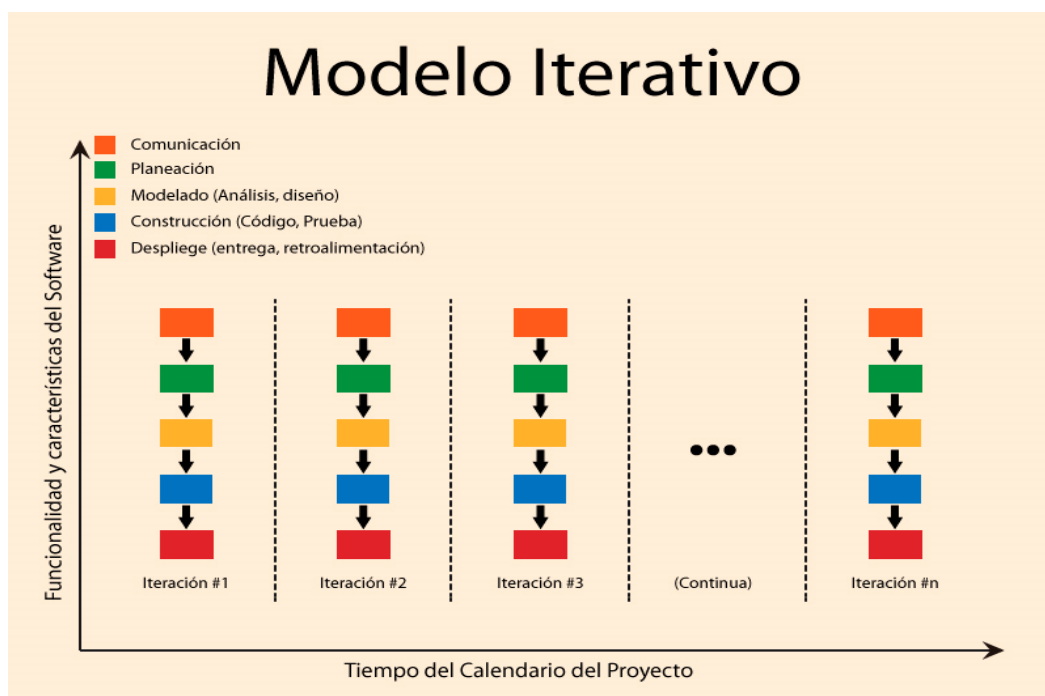 Modelo Iterativo
Comunicación
Planeación
Modelado (Análisis, diseño)
Construcción (Código, Prueba)
Despliege (entrega, retroalimentación)
Funcionalidad y características del Software
Iteración #1
Iteración #2
Iteración #3
...
(Continua)
Iteración #n
Tiempo del Calendario del Proyecto